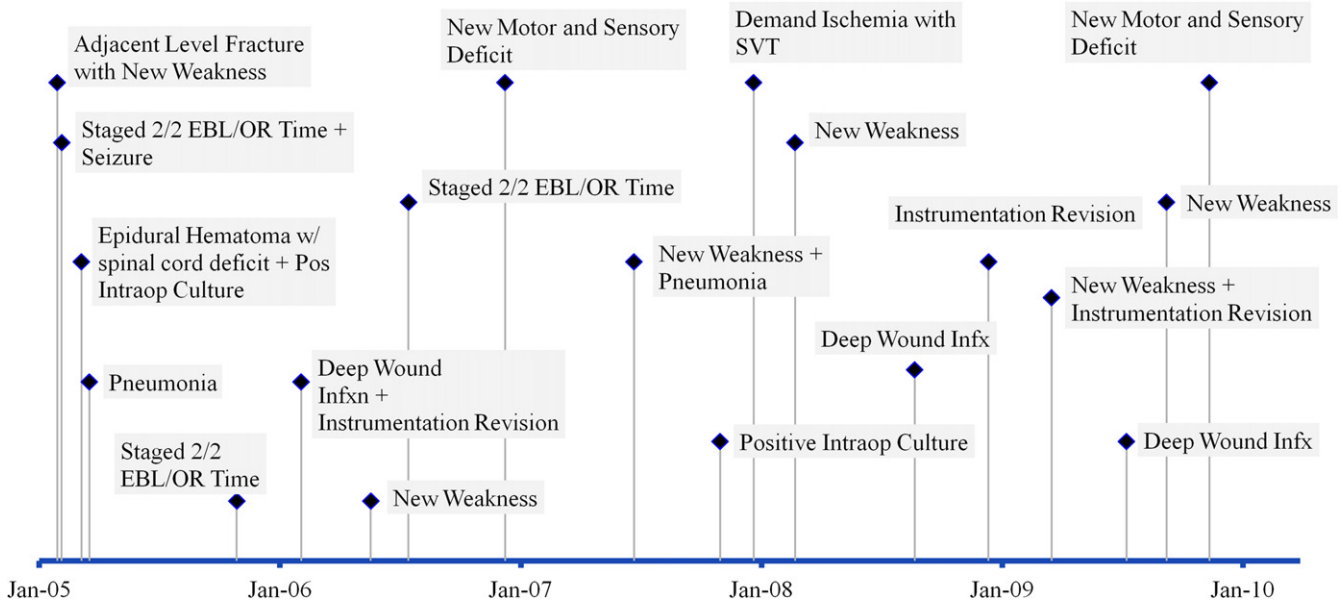 Adjacent Level Fracture
with New Weakness
Staged 2/2 EBL/OR Time +
Seizure
Epidural Hematoma w/
spinal cord deficit + Pos
Intraop Culture
Pneumonia
Staged 2/2
EBL/OR Time
Deep Wound
Infxn +
Instrumentation Revision
New Weakness
Staged 2/2 EBL/OR Time
New Motor and Sensory
Deficit
New Weakness +
Pneumonia
Positive Intraop Culture
Demand Ischemia with
SVT
New Weakness
Deep Wound Infx
Instrumentation Revision
New Weakness +
Instrumentation Revision
Deep Wound Infx
New Weakness
New Motor and Sensory
Deficit
Jan-05
Jan-06
Jan-07
Jan-08
Jan-09
Jan-10